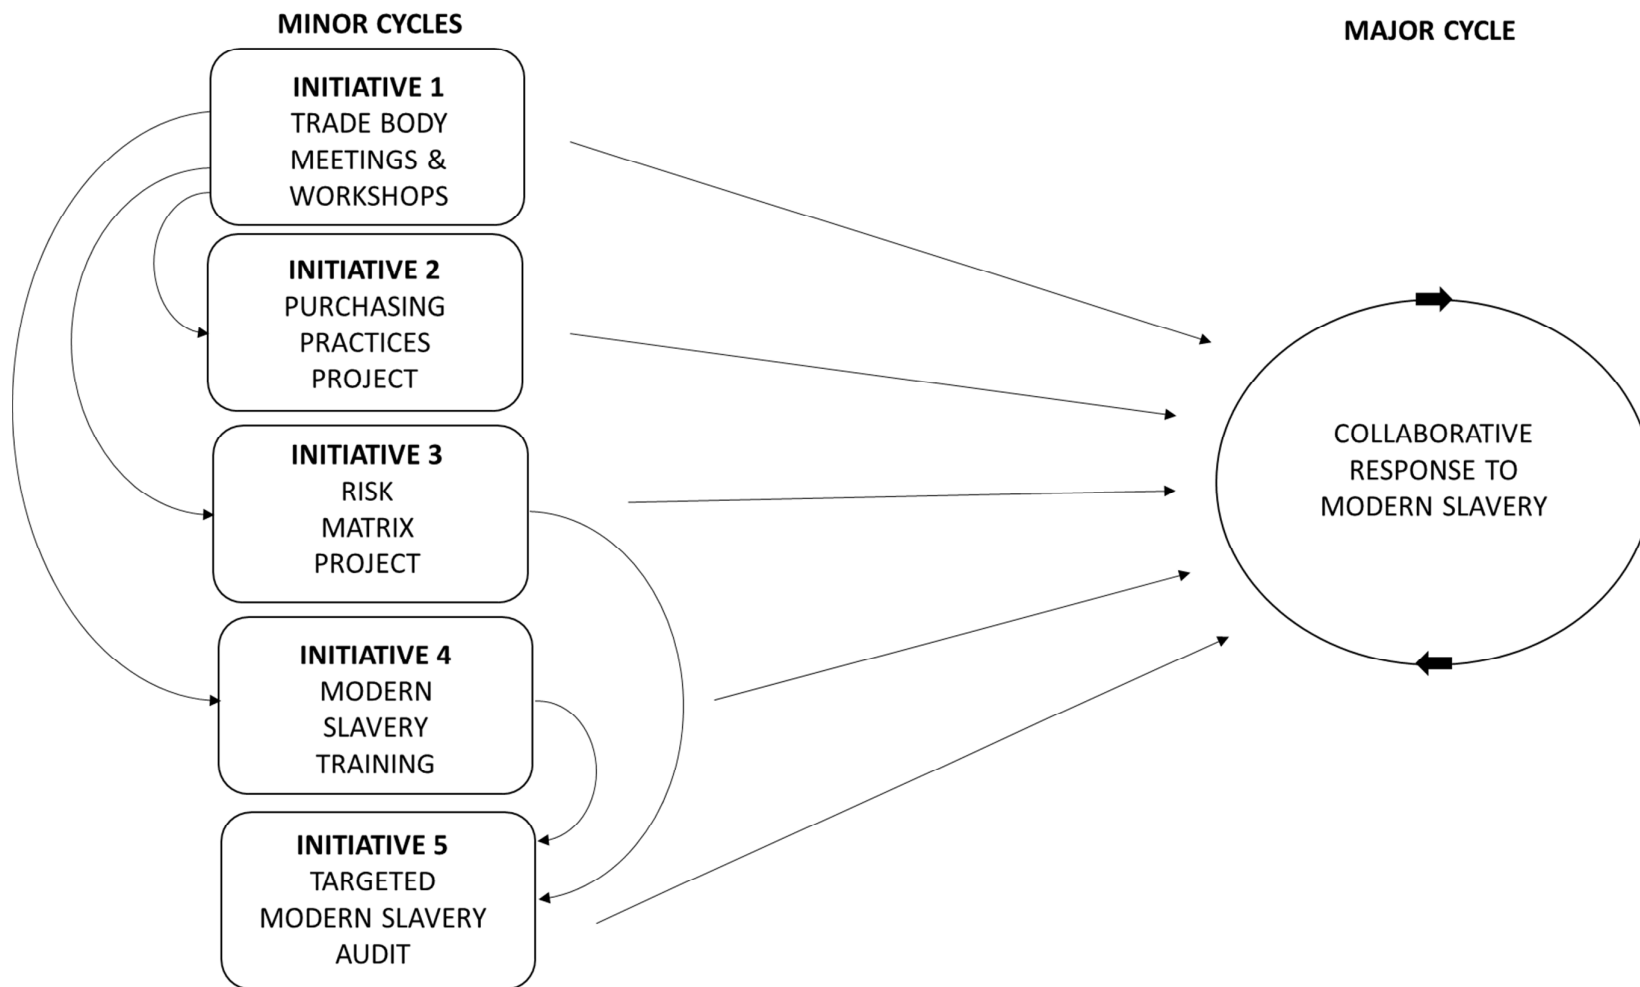 MINOR CYCLES
MAJOR CYCLE
INITIATIVE 1
TRADE BODY
MEETINGS &
WORKSHOPS
INITIATIVE 2
PURCHASING
PRACTICES
PROJECT
INITIATIVE 3
RISK
MATRIX
PROJECT
INITIATIVE 4
MODERN
SLAVERY
TRAINING
INITIATIVE 5
TARGETED
MODERN SLAVERY
AUDIT
COLLABORATIVE
RESPONSE TO
MODERN SLAVERY